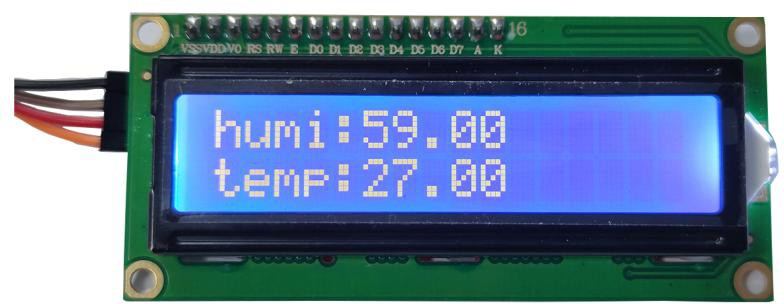 1 VSS VDD V0 RS RW E D0 D1 D2 D3 D4 D5 D6 D7 A K 16
humi:59.00
temp:27.00